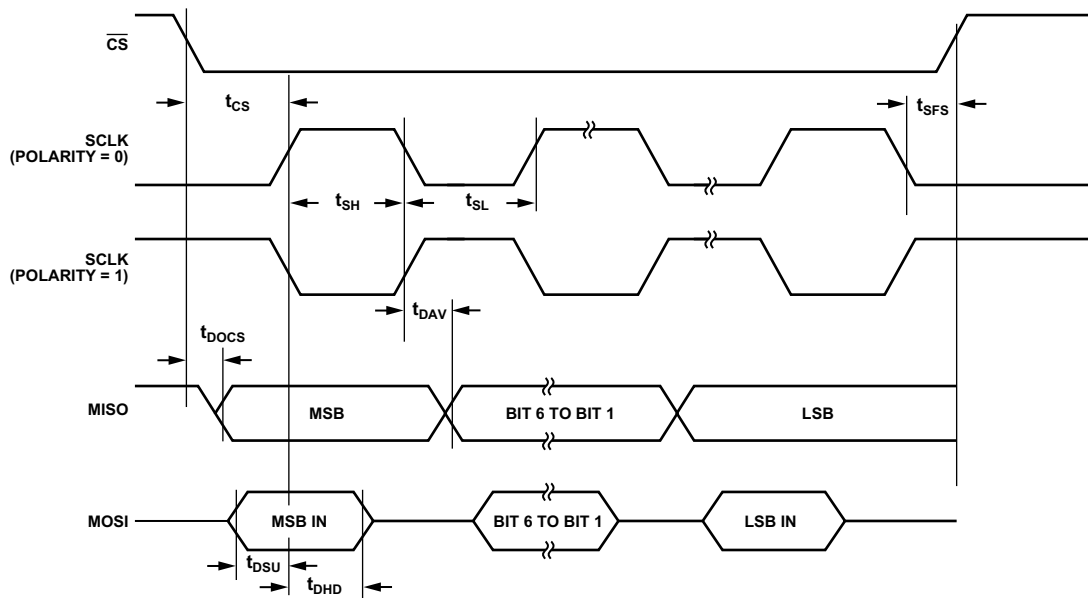 CS
tCS
tSFS
SCLK
(POLARITY = 0)
tSH
tSL
SCLK
(POLARITY = 1)
tDAV
tDOCS
MISO
MSB
BIT 6 TO BIT 1
LSB
MOSI
MSB IN
BIT 6 TO BIT 1
LSB IN
tDSU
tDHD